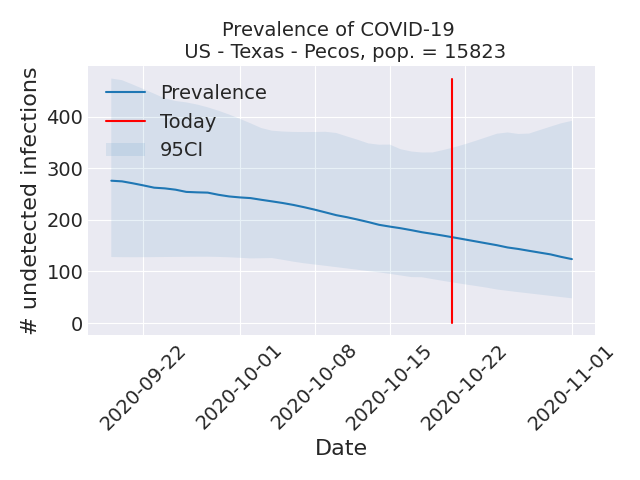 Prevalence of COVID-19
US - Texas - Pecos, pop. = 15823
# undetected infections
400
300
200
100
0
Prevalence
Today
95CI
2020-09-22
2020-10-01
2020-10-08
2020-10-15
2020-10-22
2020-11-01
Date